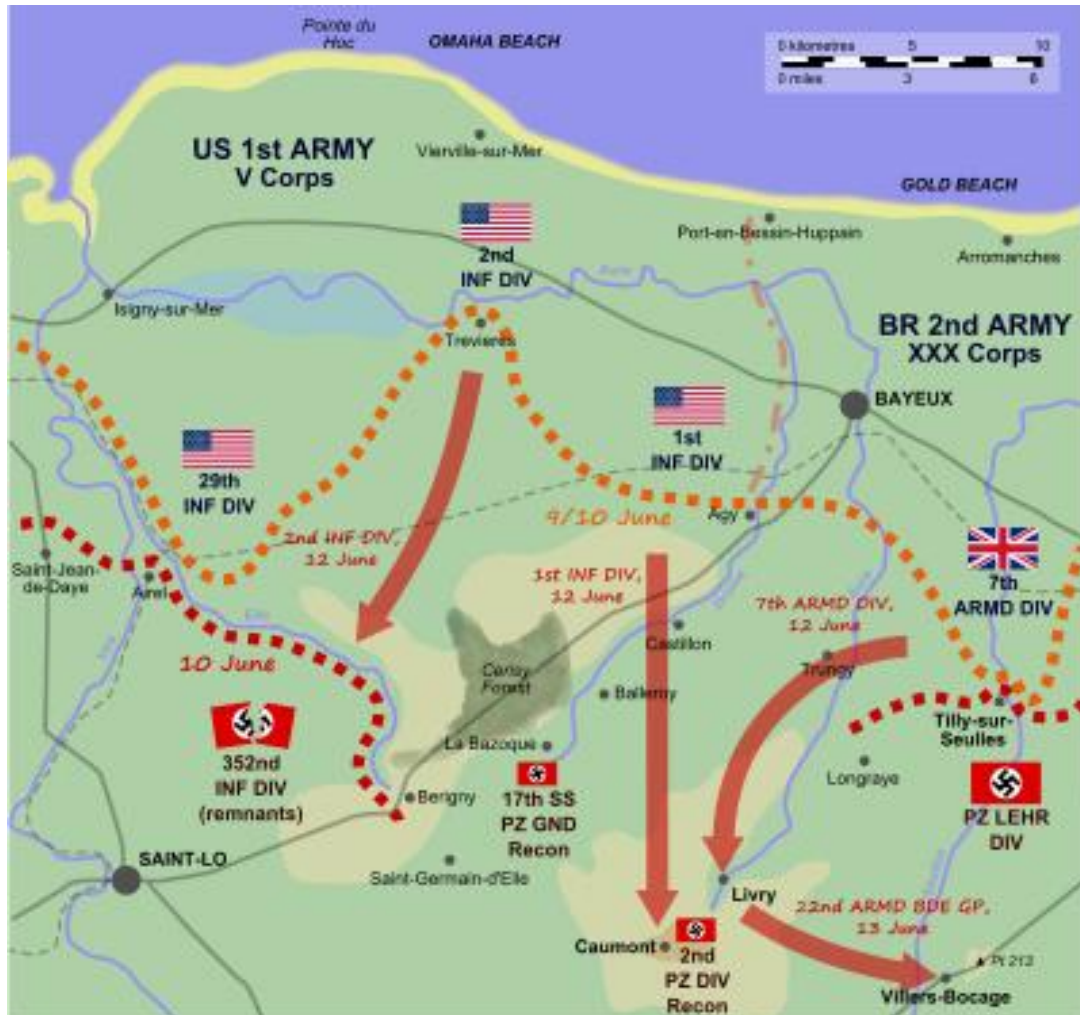 Pointe du
Hoc
OMAHA BEACH
0 kilometres 5 10
0 miles 3 6
US 1st ARMY
V Corps
Vierville-sur-Mer
GOLD BEACH
2nd
INF DIV
Port-en-Bessin-Huppain
Arromanches
Isigny-sur-Mer
Trevieres
BR 2nd ARMY
XXX Corps
BAYEUX
1st
INF DIV
29th
INF DIV
9/10 June
Agy
2nd INF DIV,
12 June
7th
ARMD DIV
Saint-Jean-
de-Daye
Airel
1st INF DIV,
12 June
7th ARMD DIV,
12 June
Castillon
Trungy
10 June
Cerisy
Forest
Balleroy
Tilly-sur-
Seulles
352nd
INF DIV
(remnants)
La Bazoque
Longraye
17th SS
PZ GND
Recon
Berigny
PZ LEHR
DIV
SAINT-LO
Saint-Germain-d'Elle
Livry
22nd ARMD BDE GP,
13 June
Caumont
2nd
PZ DIV
Recon
Pt 213
Villers-Bocage